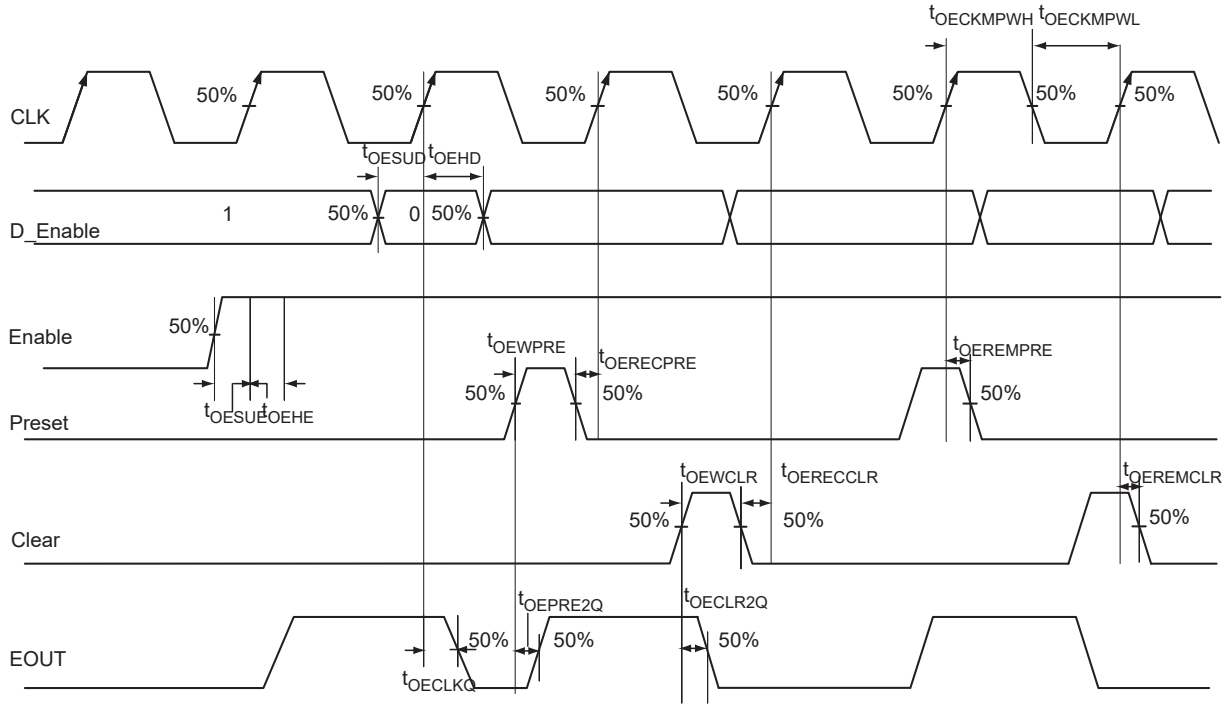 tOECKMPWH tOECKMPWL
CLK 50% 50% 50% 50% 50% 50% 50%
tOESUD tOEHD
D_Enable 1 50% 0 50%
Enable 50%
tOESUE tOEHE
tOEWPRE tOERECPRE tOEREMPRE
Preset 50% 50% 50%
tOEWCLR tOERECCLR tOEREMCLR
Clear 50% 50% 50%
tOEPRE2Q tOECLR2Q
EOUT 50% 50% 50%
tOECLKQ